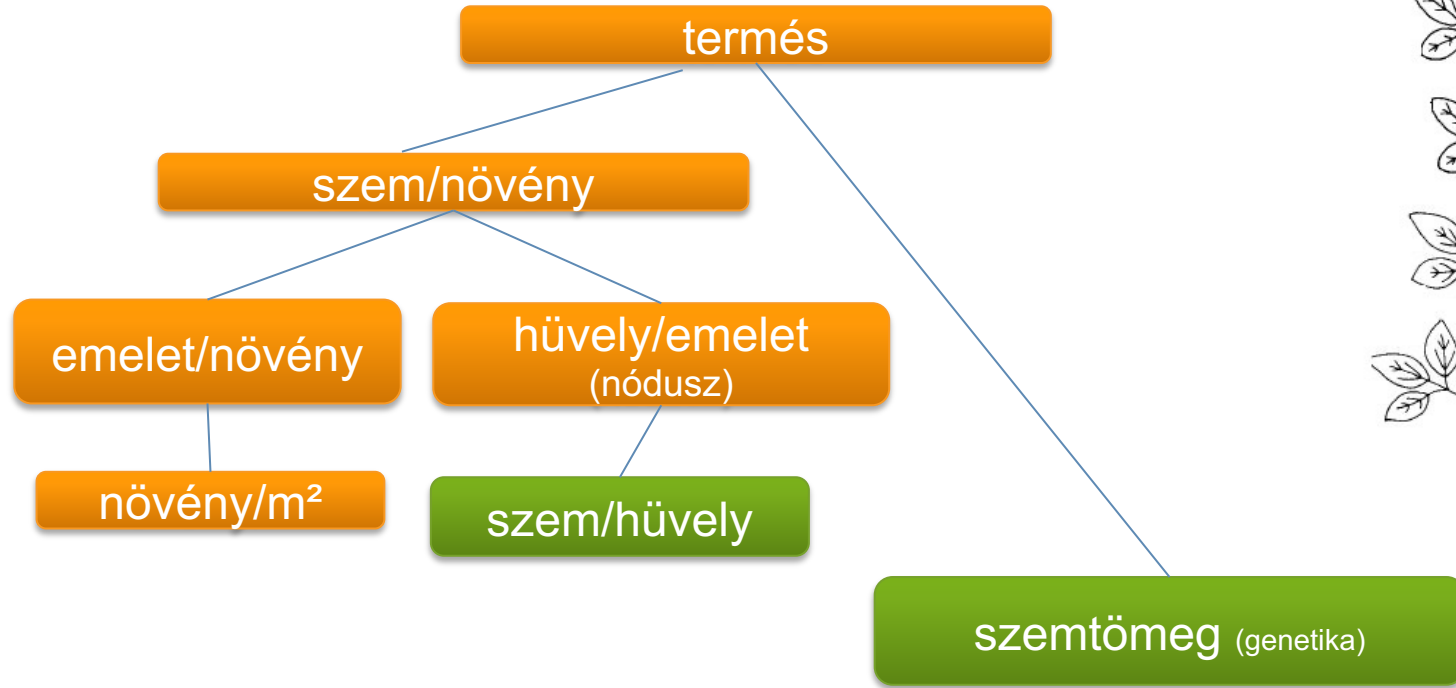 termés
szem/növény
emelet/növény
hüvely/emelet
(nódusz)
növény/m²
szem/hüvely
szemtömeg (genetika)